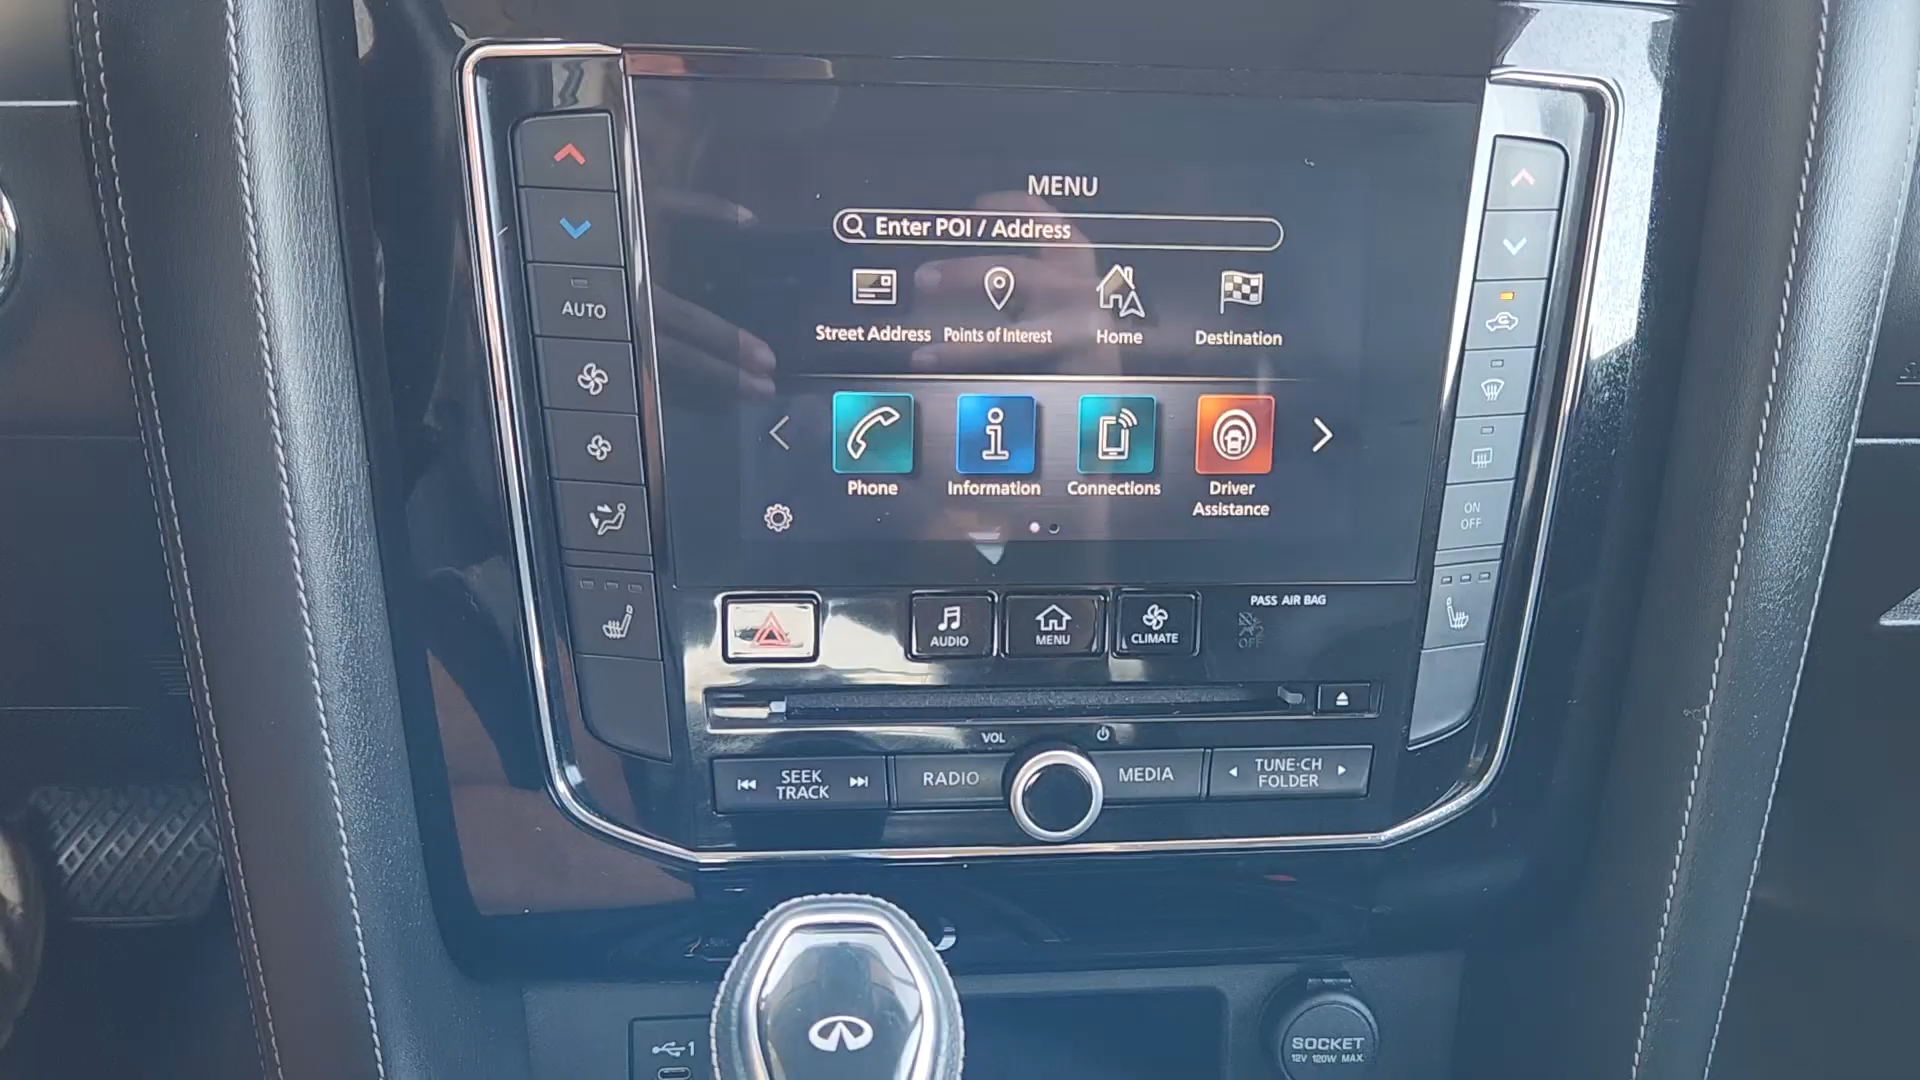 MENU
Enter POI / Address
Street Address
Points of Interest
Home
Destination
Phone
Information
Connections
Driver
Assistance
AUTO
ON
OFF
AUDIO
MENU
CLIMATE
PASS AIR BAG
OFF
VOL
SEEK
TRACK
RADIO
MEDIA
TUNE·CH
FOLDER
1
SOCKET
12V 120W MAX